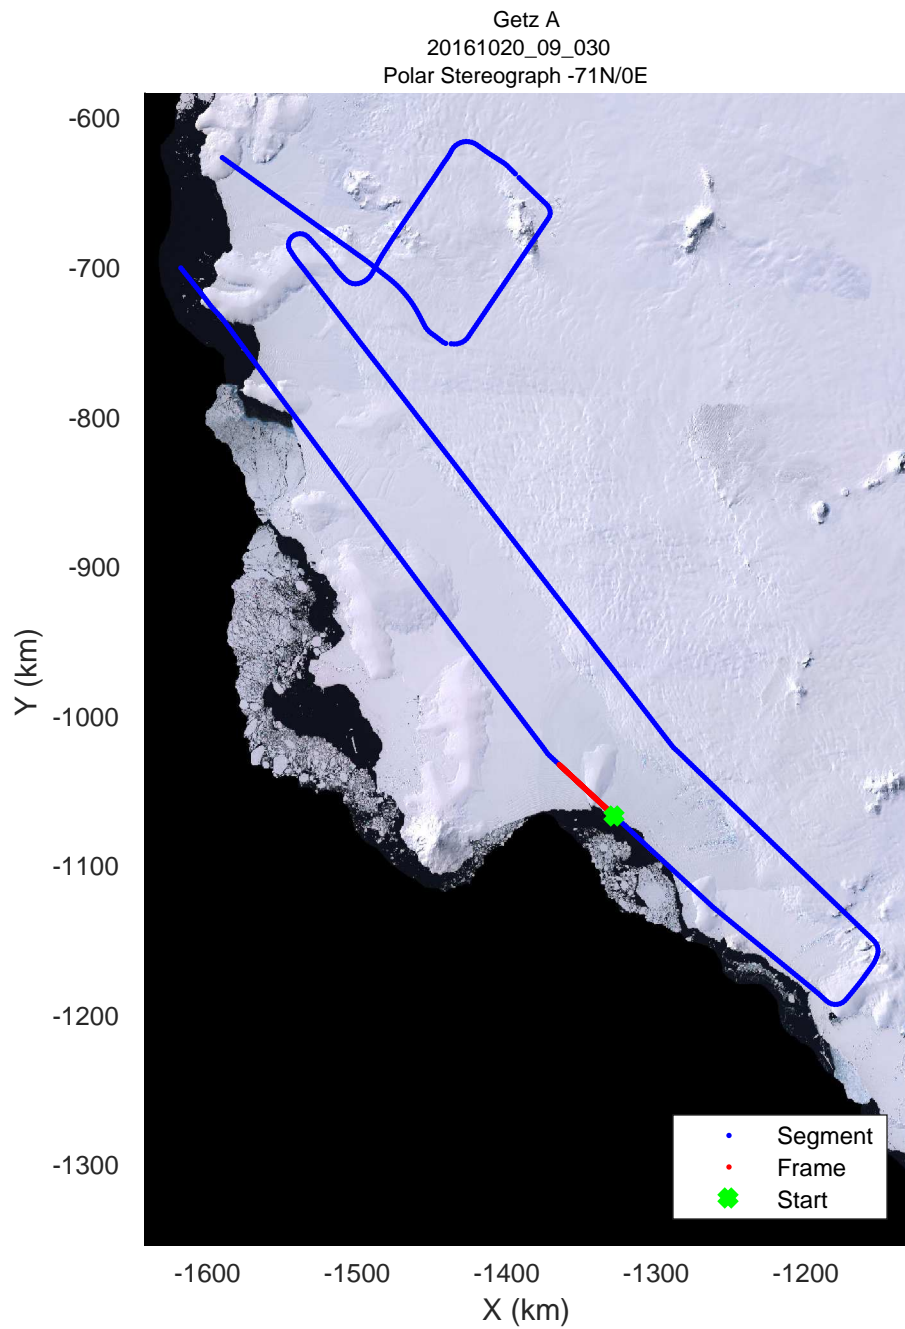 Getz A
20161020_09_030
Polar Stereograph -71N/0E
-600
-700
-800
-900
-1000
-1100
-1200
-1300
Y (km)
-1600
-1500
-1400
-1300
-1200
X (km)
Segment
Frame
Start